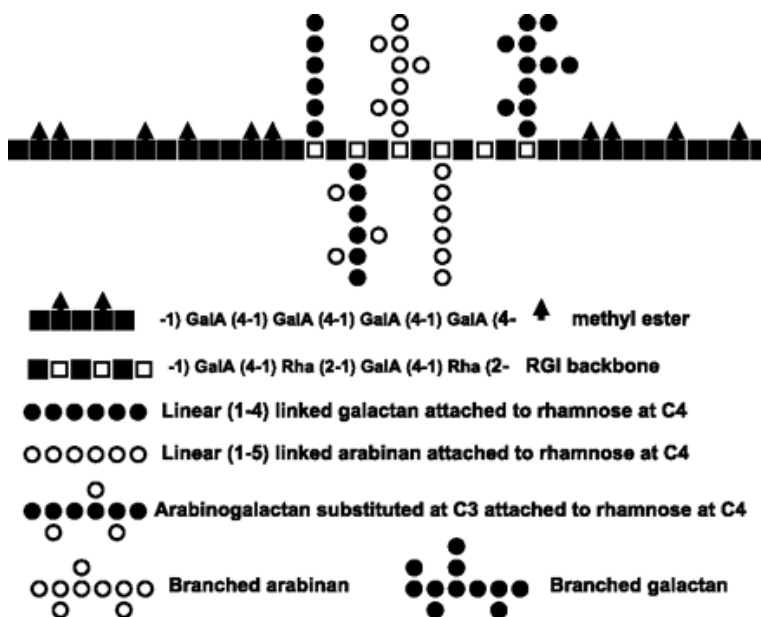 -1) GalA (4-1) GalA (4-1) GalA (4-1) GalA (4- methyl ester
-1) GalA (4-1) Rha (2-1) GalA (4-1) Rha (2- RGI backbone
Linear (1-4) linked galactan attached to rhamnose at C4
Linear (1-5) linked arabinan attached to rhamnose at C4
Arabinogalactan substituted at C3 attached to rhamnose at C4
Branched arabinan Branched galactan